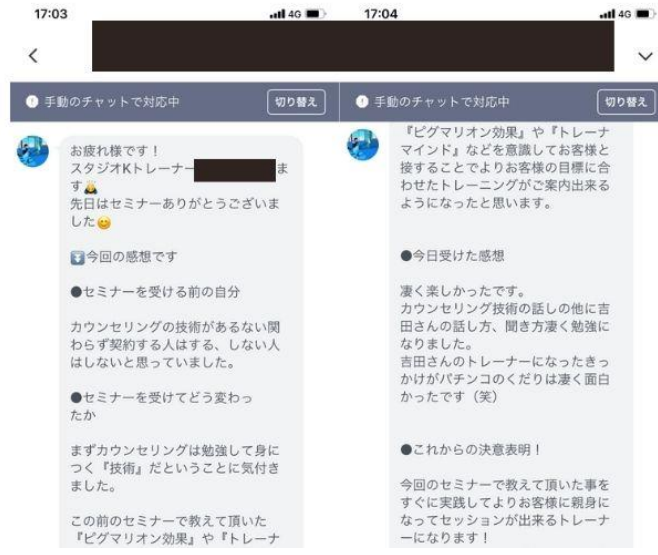 17:03
4G
手動のチャットで対応中
切り替え
お疲れ様です！
スタジオKトレーナー
ま
す🙇
先日はセミナーありがとうございま
した😄
⬇️今回の感想です
●セミナーを受ける前の自分
カウンセリングの技術があるない関
わらず契約する人はする、しない人
はしないと思っていました。
●セミナーを受けてどう変わっ
たか
まずカウンセリングは勉強して身に
つく『技術』だということに気付き
ました。
この前のセミナーで教えて頂いた
『ピグマリオン効果』や『トレーナ
17:04
4G
手動のチャットで対応中
切り替え
『ピグマリオン効果』や『トレーナ
マインド』などを意識してお客様と
接することでよりお客様の目標に合
わせたトレーニングがご案内出来る
ようになったと思います。
●今日受けた感想
凄く楽しかったです。
カウンセリング技術の話しの他に吉
田さんの話し方、聞き方凄く勉強に
なりました。
吉田さんのトレーナーになったきっ
かけがパチンコのくだりは凄く面白
かったです（笑）
●これからの決意表明！
今回のセミナーで教えて頂いた事を
すぐに実践してよりお客様に親身に
なってセッションが出来るトレーナ
ーになります！